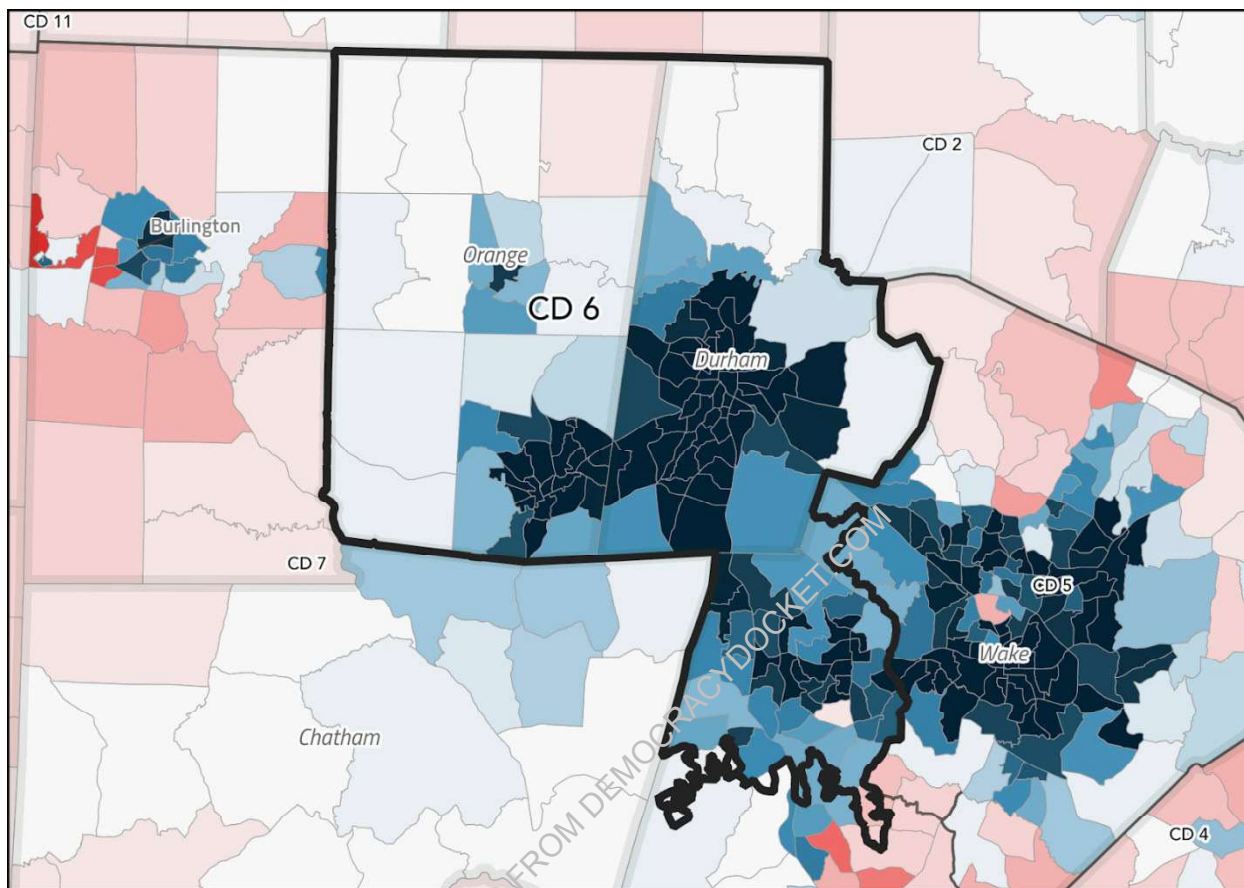 CD 11
CD 2
Burlington
Orange
CD 6
Durham
CD 7
CD 5
Wake
Chatham
CD 4
FROM DEMOCRACYDOCKET.COM